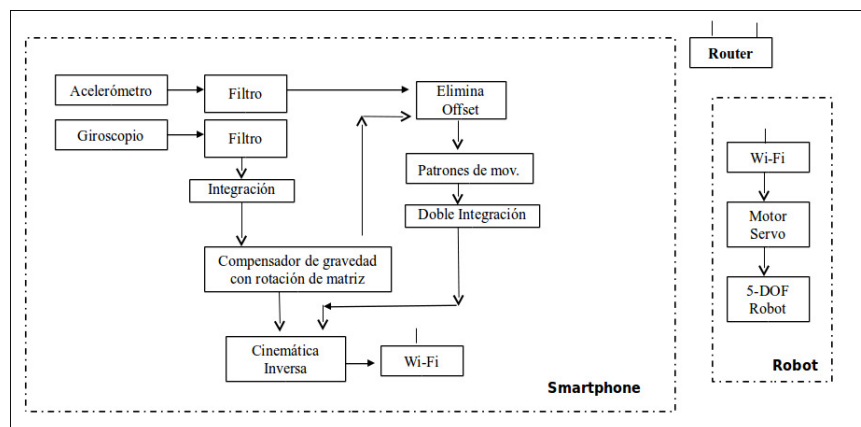 Router
Acelerómetro
Filtro
Elimina
Offset
Giroscopio
Filtro
Wi-Fi
Patrones de mov.
Integración
Doble Integración
Motor
Servo
Compensador de gravedad
con rotación de matriz
5-DOF
Robot
Cinemática
Inversa
Wi-Fi
Robot
Smartphone